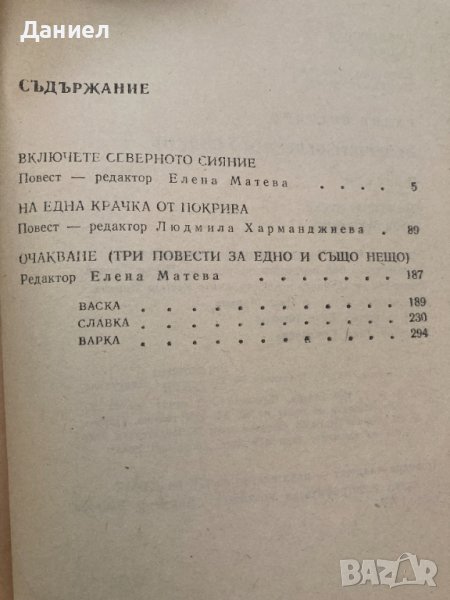 Даниел
СЪДЪРЖАНИЕ
ВКЛЮЧЕТЕ СЕВЕРНОТО СИЯНИЕ
Повест — редактор Елена Матева . . . . . 5
НА ЕДНА КРАЧКА ОТ ПОКРИВА
Повест — редактор Людмила Харманджиева . 89
ОЧАКВАНЕ (ТРИ ПОВЕСТИ ЗА ЕДНО И СЪЩО НЕЩО)
Редактор Елена Матева . . . . . . . . 187
ВАСКА . . . . . . . . . . . . . 189
СЛАВКА . . . . . . . . . . . . . 230
ВАРКА . . . . . . . . . . . . . 294
BAZAR